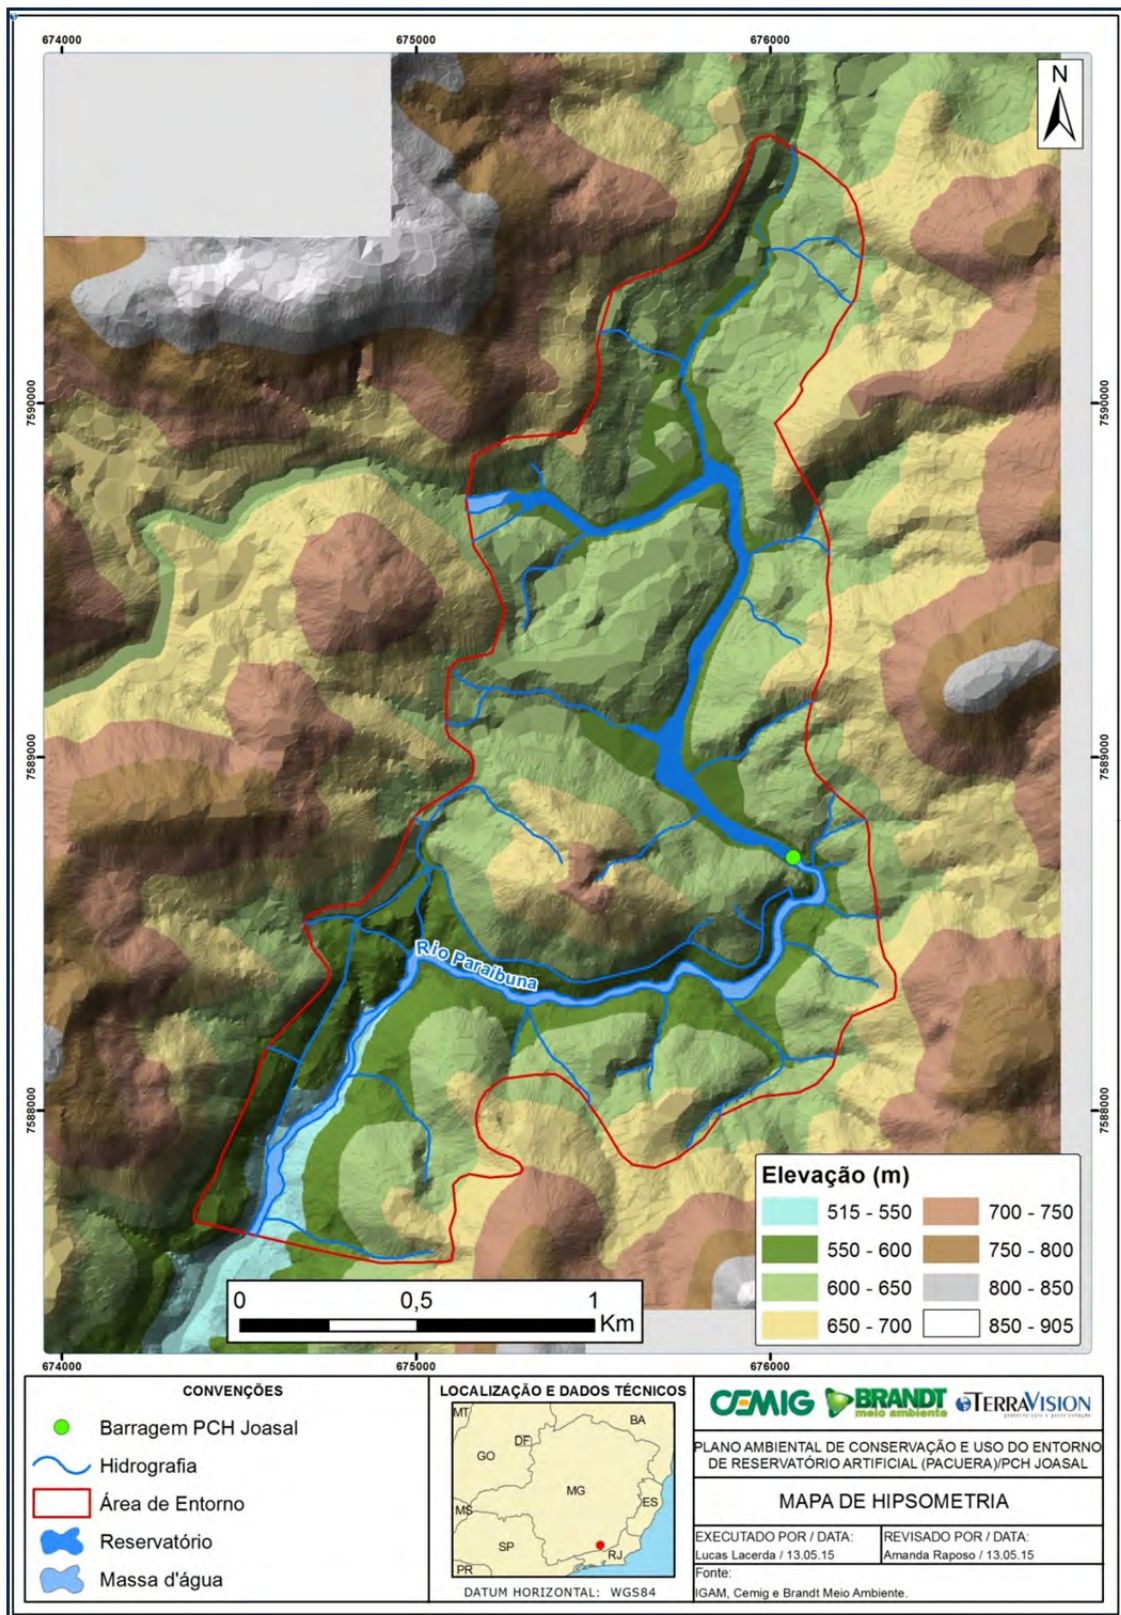 674000 675000 676000
N
7590000 7590000
7589000 7589000
Rio Paraibuna
7588000 7588000
Elevação (m)
515 - 550 700 - 750
550 - 600 750 - 800
600 - 650 800 - 850
650 - 700 850 - 905
0 0,5 1
Km
674000 675000 676000
CONVENÇÕES
Barragem PCH Joasal
Hidrografia
Área de Entorno
Reservatório
Massa d'água
LOCALIZAÇÃO E DADOS TÉCNICOS
MT
BA
DF
GO
MG
ES
MS
SP
RJ
PR
DATUM HORIZONTAL: WGS84
CEMIG BRANDT TERRAVISION
meio ambiente
PLANO AMBIENTAL DE CONSERVAÇÃO E USO DO ENTORNO
DE RESERVATÓRIO ARTIFICIAL (PACUERA)/PCH JOASAL
MAPA DE HIPSOMETRIA
EXECUTADO POR / DATA: REVISADO POR / DATA:
Lucas Lacerda / 13.05.15 Amanda Raposo / 13.05.15
Fonte:
IGAM, Cemig e Brandt Meio Ambiente.